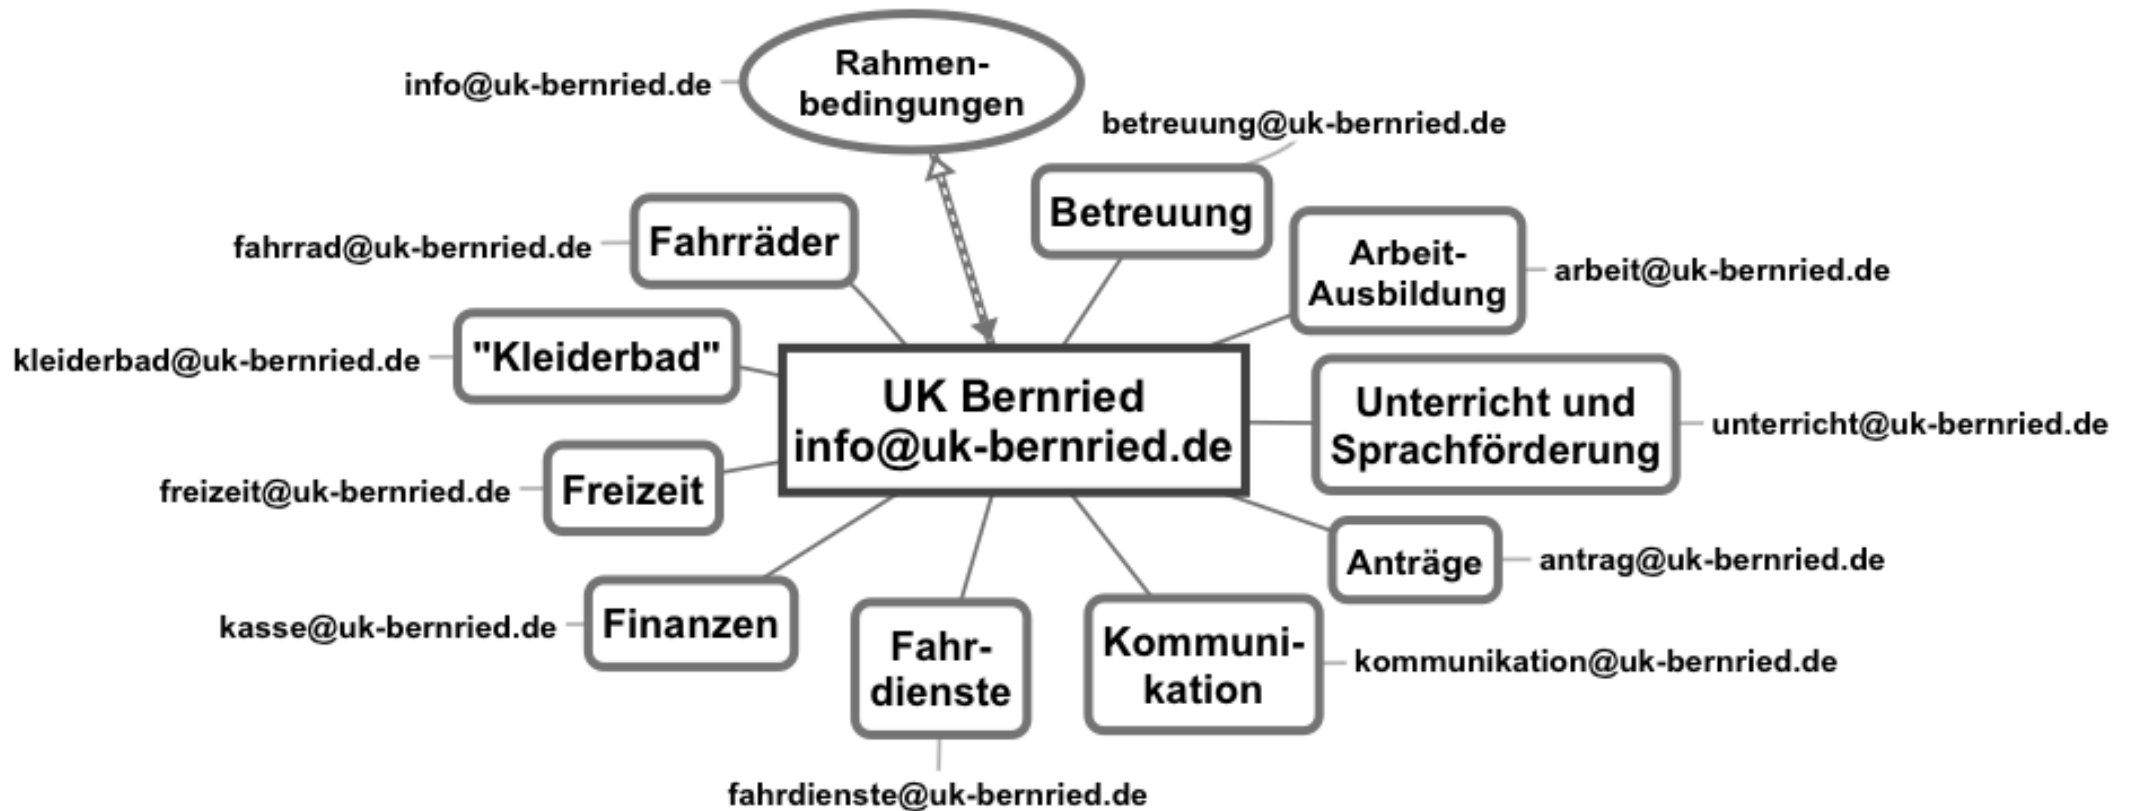 Rahmen-
bedingungen
info@uk-bernried.de
betreuung@uk-bernried.de
Betreuung
Fahrräder
fahrrad@uk-bernried.de
Arbeit-
Ausbildung
arbeit@uk-bernried.de
"Kleiderbad"
kleiderbad@uk-bernried.de
UK Bernried
info@uk-bernried.de
Unterricht und
Sprachförderung
unterricht@uk-bernried.de
Freizeit
freizeit@uk-bernried.de
Anträge
antrag@uk-bernried.de
Finanzen
kasse@uk-bernried.de
Fahr-
dienste
fahrdienste@uk-bernried.de
Kommuni-
kation
kommunikation@uk-bernried.de